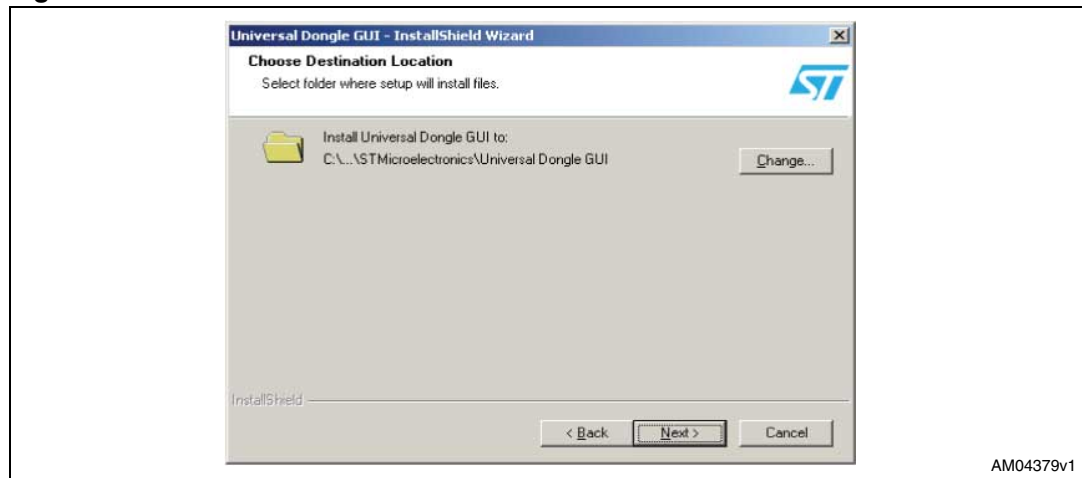 Universal Dongle GUI - InstallShield Wizard
Choose Destination Location
Select folder where setup will install files.
ST
Install Universal Dongle GUI to:
C:\...\STMicroelectronics\Universal Dongle GUI
Change...
InstallShield
< Back Next > Cancel
AM04379v1